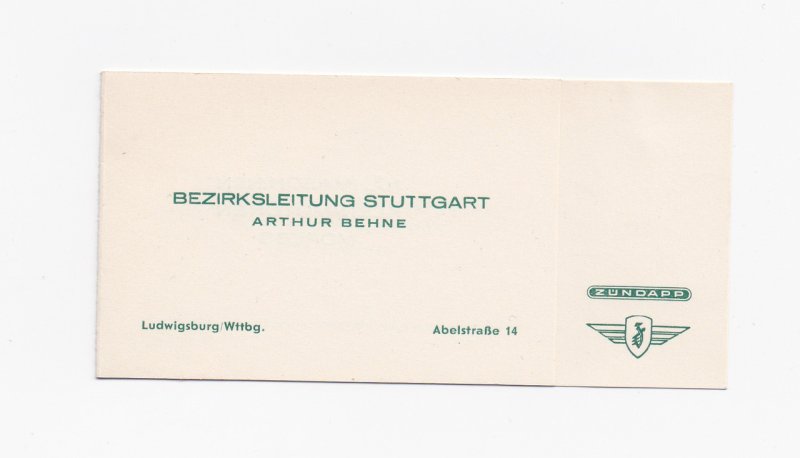 BEZIRKSLEITUNG STUTTGART
ARTHUR BEHNE
Ludwigsburg/Wttbg. Abelstraße 14
ZÜNDAPP